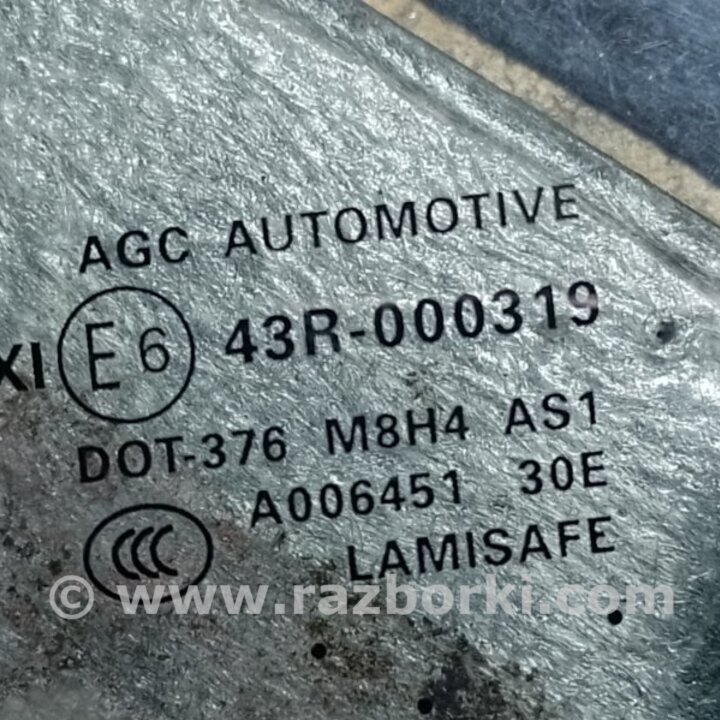 AGC AUTOMOTIVE
XI E6 43R-000319
DOT-376 M8H4 AS1
A006451 30E
CCC LAMISAFE
© www.razborki.com